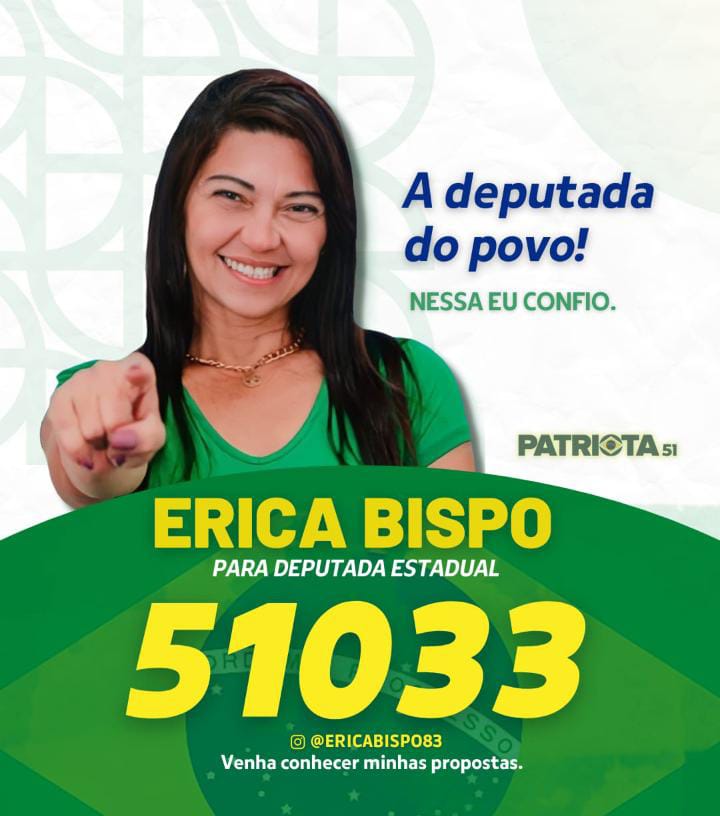 A deputada
do povo!
NESSA EU CONFIO.
PATRIOTA 51
ERICA BISPO
PARA DEPUTADA ESTADUAL
51033
@ERICABISPO83
Venha conhecer minhas propostas.